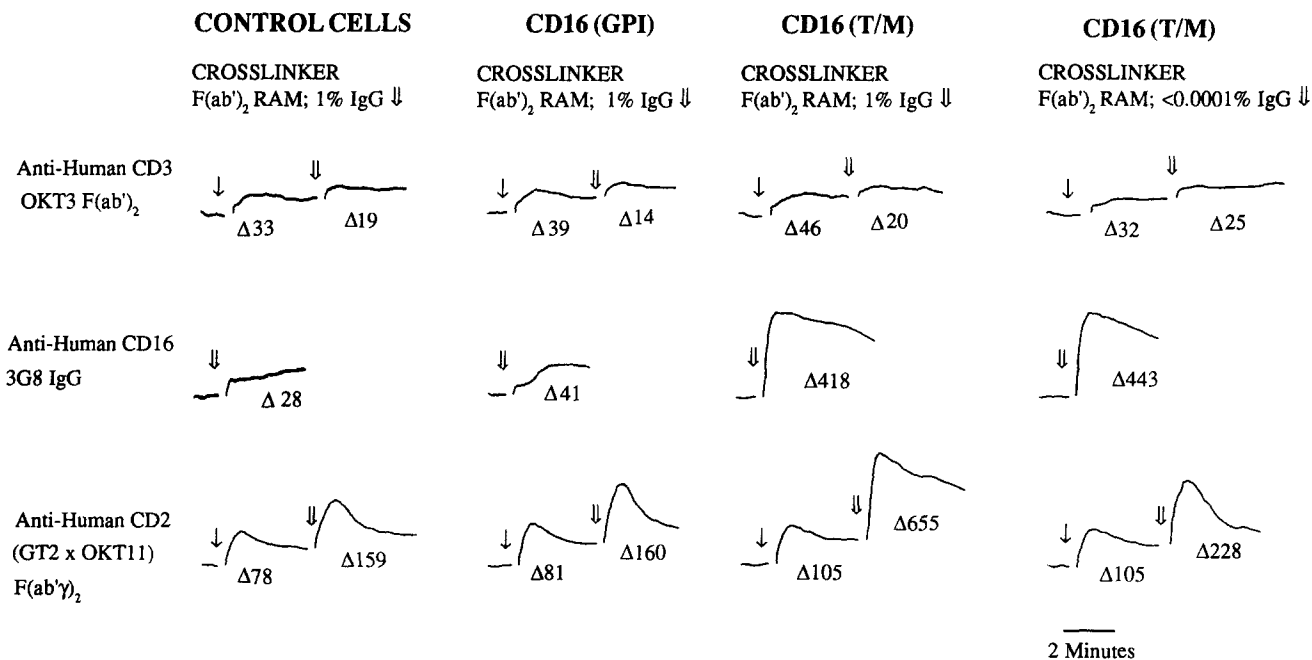 CONTROL CELLS
CD16 (GPI)
CD16 (T/M)
CD16 (T/M)
CROSSLINKER
F(ab')₂ RAM; 1% IgG ⇓
CROSSLINKER
F(ab')₂ RAM; 1% IgG ⇓
CROSSLINKER
F(ab')₂ RAM; 1% IgG ⇓
CROSSLINKER
F(ab')₂ RAM; <0.0001% IgG ⇓
Anti-Human CD3
OKT3 F(ab')₂
Δ33
Δ19
Δ39
Δ14
Δ46
Δ20
Δ32
Δ25
Anti-Human CD16
3G8 IgG
Δ 28
Δ41
Δ418
Δ443
Anti-Human CD2
(GT2 x OKT11)
F(ab'γ)₂
Δ78
Δ159
Δ81
Δ160
Δ105
Δ655
Δ105
Δ228
2 Minutes